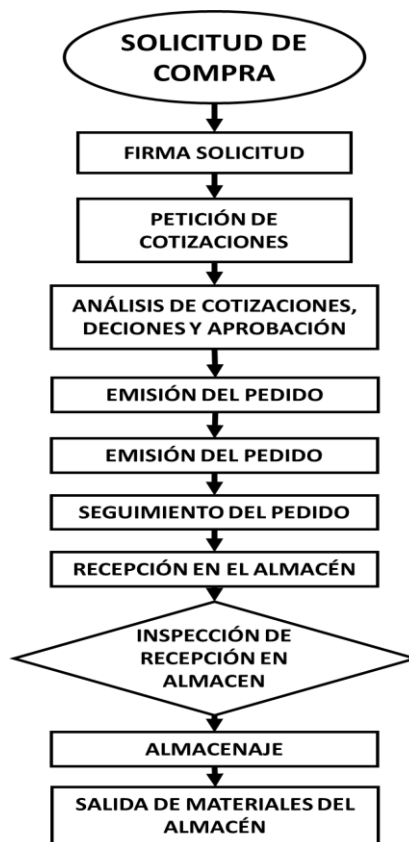 SOLICITUD DE
COMPRA
FIRMA SOLICITUD
PETICIÓN DE
COTIZACIONES
ANÁLISIS DE COTIZACIONES,
DECIONES Y APROBACIÓN
EMISIÓN DEL PEDIDO
EMISIÓN DEL PEDIDO
SEGUIMIENTO DEL PEDIDO
RECEPCIÓN EN EL ALMACÉN
INSPECCIÓN DE
RECEPCIÓN EN
ALMACEN
ALMACENAJE
SALIDA DE MATERIALES DEL
ALMACÉN